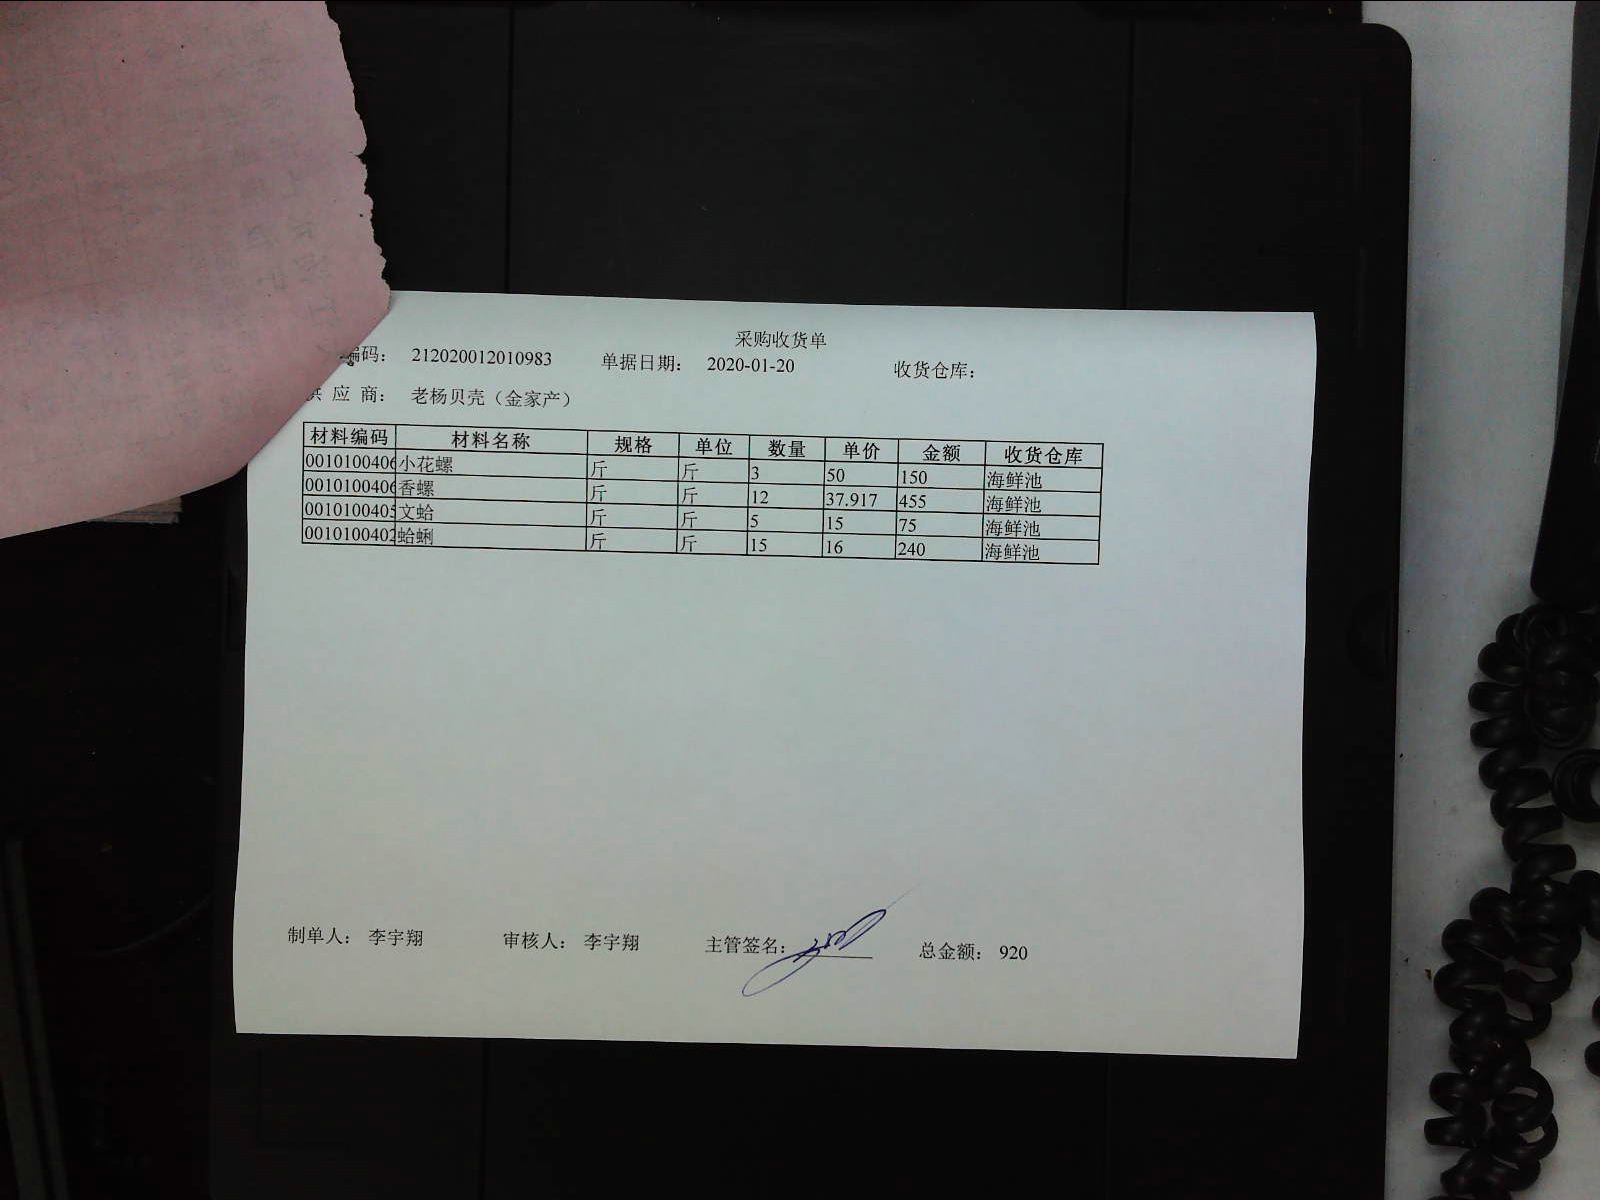 采购收货单
编码： 212020012010983 单据日期： 2020-01-20 收货仓库：
供 应 商： 老杨贝壳（金家产）
材料编码 材料名称 规格 单位 数量 单价 金额 收货仓库
0010100406 小花螺 斤 斤 3 50 150 海鲜池
0010100406 香螺 斤 斤 12 37.917 455 海鲜池
0010100405 文蛤 斤 斤 5 15 75 海鲜池
0010100402 蛤蜊 斤 斤 15 16 240 海鲜池
制单人： 李宇翔 审核人： 李宇翔 主管签名： 总金额： 920